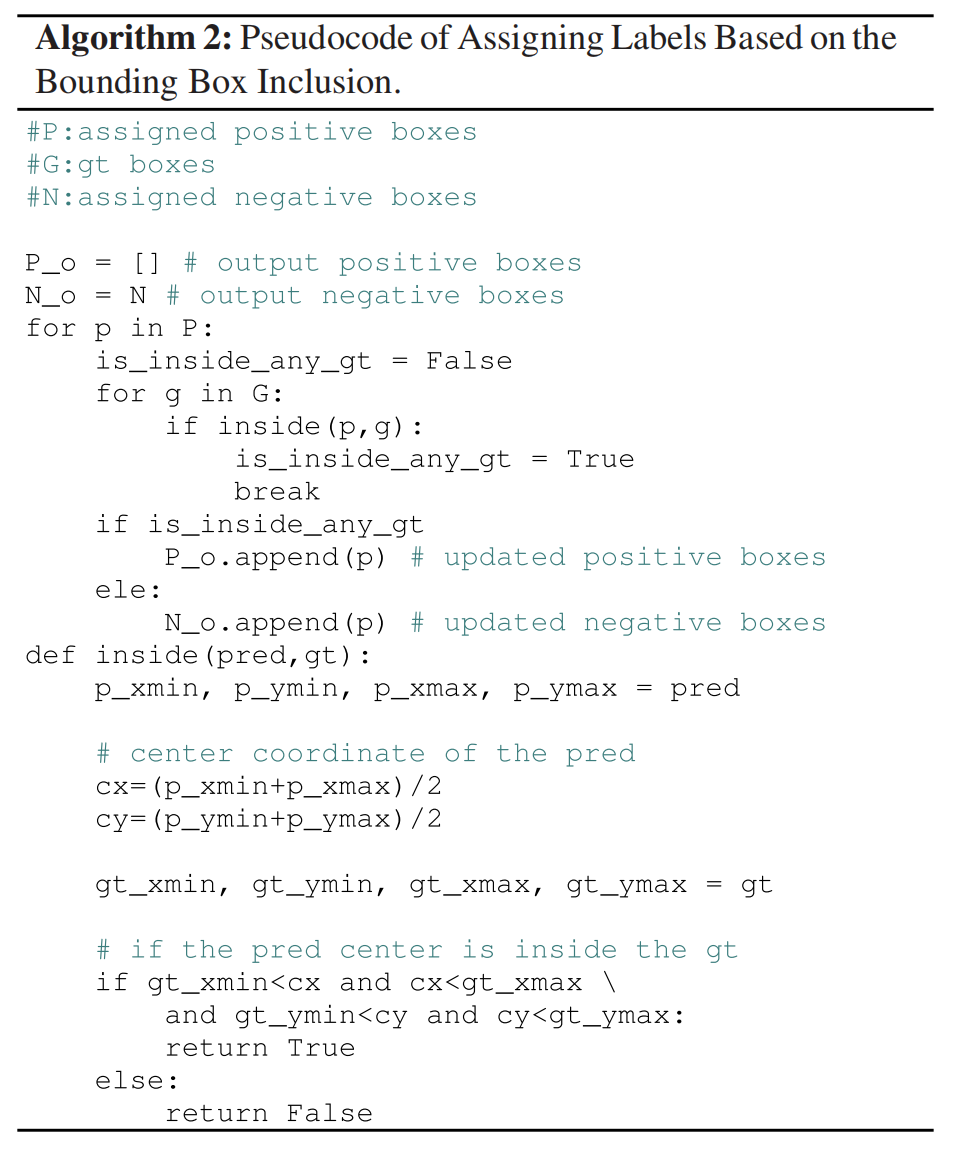 Algorithm 2: Pseudocode of Assigning Labels Based on the
Bounding Box Inclusion.
#P:assigned positive boxes
#G:gt boxes
#N:assigned negative boxes

P_o = [] # output positive boxes
N_o = N # output negative boxes
for p in P:
    is_inside_any_gt = False
    for g in G:
        if inside(p,g):
            is_inside_any_gt = True
            break
    if is_inside_any_gt
        P_o.append(p) # updated positive boxes
    ele:
        N_o.append(p) # updated negative boxes
def inside(pred,gt):
    p_xmin, p_ymin, p_xmax, p_ymax = pred

    # center coordinate of the pred
    cx=(p_xmin+p_xmax)/2
    cy=(p_ymin+p_ymax)/2

    gt_xmin, gt_ymin, gt_xmax, gt_ymax = gt

    # if the pred center is inside the gt
    if gt_xmin<cx and cx<gt_xmax \
        and gt_ymin<cy and cy<gt_ymax:
        return True
    else:
        return False